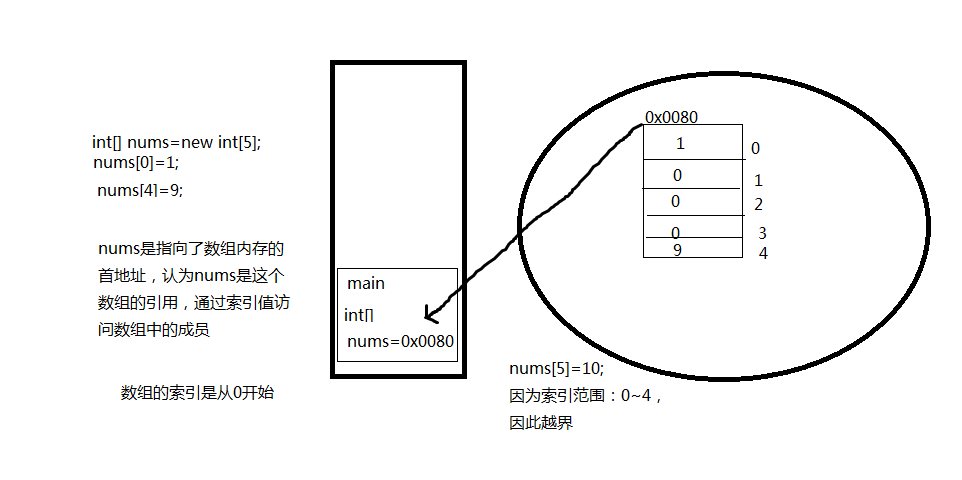 int[] nums=new int[5];
nums[0]=1;
nums[4]=9;
nums是指向了数组内存的
首地址，认为nums是这个
数组的引用，通过索引值访
问数组中的成员
数组的索引是从0开始
main
int[]
nums=0x0080
0x0080
1 0
0 1
0 2
0 3
9 4
nums[5]=10;
因为索引范围：0~4，
因此越界